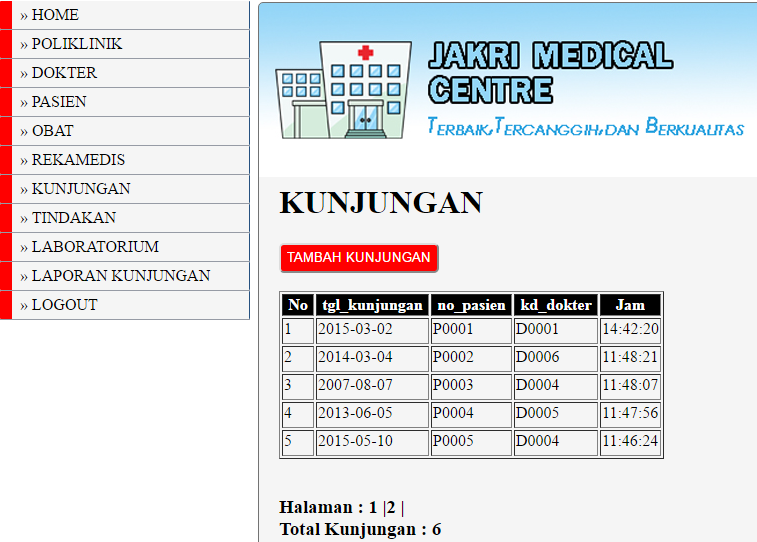 » HOME
» POLIKLINIK
» DOKTER
» PASIEN
» OBAT
» REKAMEDIS
» KUNJUNGAN
» TINDAKAN
» LABORATORIUM
» LAPORAN KUNJUNGAN
» LOGOUT
JAKRI MEDICAL
CENTRE
TERBAIK,TERCANGGIH,DAN BERKUALITAS
KUNJUNGAN
TAMBAH KUNJUNGAN
No tgl_kunjungan no_pasien kd_dokter Jam
1 2015-03-02 P0001 D0001 14:42:20
2 2014-03-04 P0002 D0006 11:48:21
3 2007-08-07 P0003 D0004 11:48:07
4 2013-06-05 P0004 D0005 11:47:56
5 2015-05-10 P0005 D0004 11:46:24
Halaman : 1 |2 |
Total Kunjungan : 6